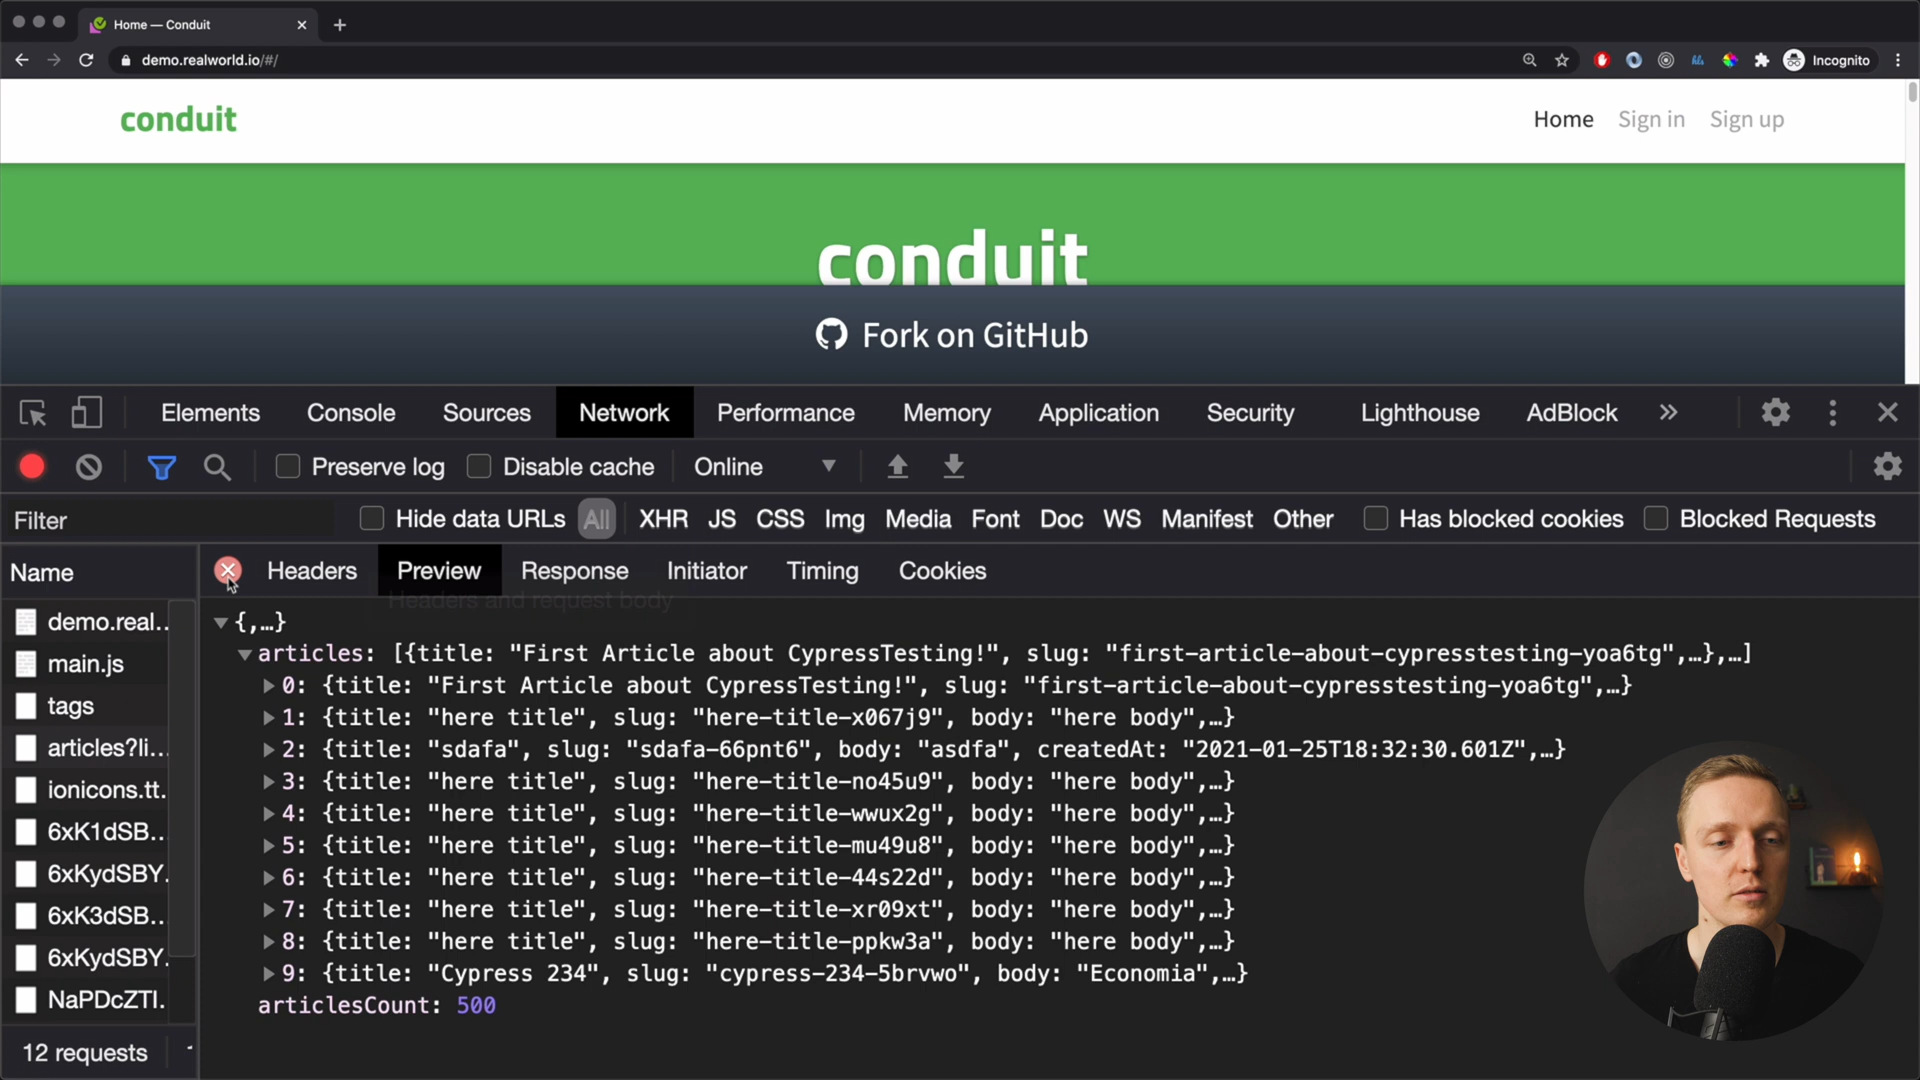 Home — Conduit
demo.realworld.io/#/
Incognito
conduit
Home Sign in Sign up
conduit
Fork on GitHub
Elements Console Sources Network Performance Memory Application Security Lighthouse AdBlock
Preserve log Disable cache Online
Filter Hide data URLs All XHR JS CSS Img Media Font Doc WS Manifest Other Has blocked cookies Blocked Requests
Name Headers Preview Response Initiator Timing Cookies
Headers and request body
demo.real…
main.js
tags
articles?li…
ionicons.tt…
6xK1dSB…
6xKydSBY…
6xK3dSB…
6xKydSBY…
NaPDcZTI…
12 requests
{,…}
articles: [{title: "First Article about CypressTesting!", slug: "first-article-about-cypresstesting-yoa6tg",…},…]
0: {title: "First Article about CypressTesting!", slug: "first-article-about-cypresstesting-yoa6tg",…}
1: {title: "here title", slug: "here-title-x067j9", body: "here body",…}
2: {title: "sdafa", slug: "sdafa-66pnt6", body: "asdfa", createdAt: "2021-01-25T18:32:30.601Z",…}
3: {title: "here title", slug: "here-title-no45u9", body: "here body",…}
4: {title: "here title", slug: "here-title-wwux2g", body: "here body",…}
5: {title: "here title", slug: "here-title-mu49u8", body: "here body",…}
6: {title: "here title", slug: "here-title-44s22d", body: "here body",…}
7: {title: "here title", slug: "here-title-xr09xt", body: "here body",…}
8: {title: "here title", slug: "here-title-ppkw3a", body: "here body",…}
9: {title: "Cypress 234", slug: "cypress-234-5brvwo", body: "Economia",…}
articlesCount: 500